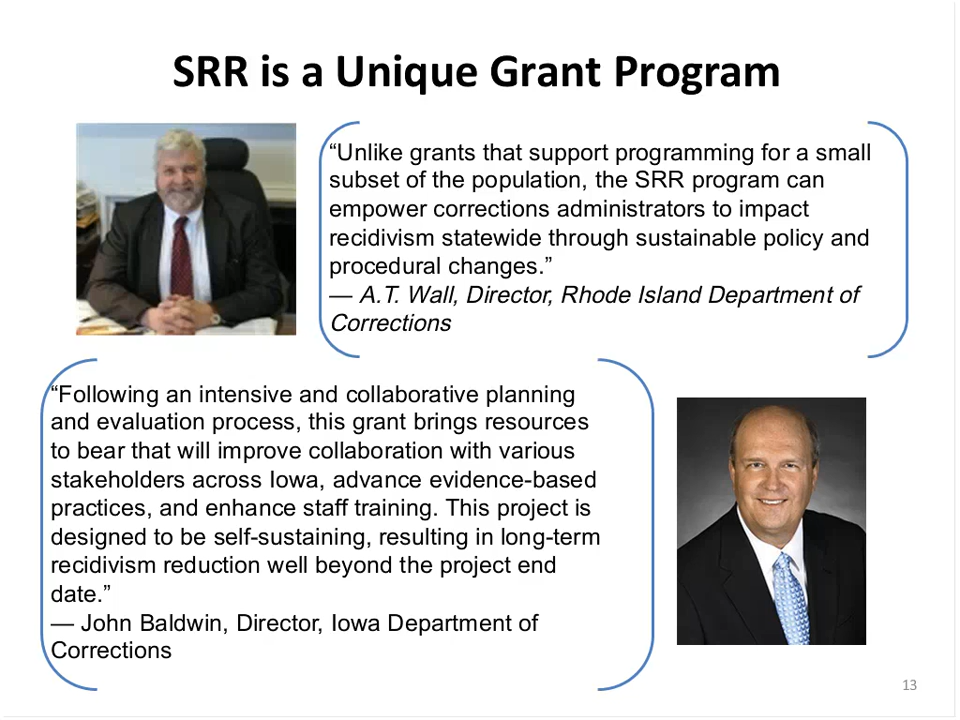 SRR is a Unique Grant Program
“Unlike grants that support programming for a small
subset of the population, the SRR program can
empower corrections administrators to impact
recidivism statewide through sustainable policy and
procedural changes.”
— A.T. Wall, Director, Rhode Island Department of
Corrections
“Following an intensive and collaborative planning
and evaluation process, this grant brings resources
to bear that will improve collaboration with various
stakeholders across Iowa, advance evidence-based
practices, and enhance staff training. This project is
designed to be self-sustaining, resulting in long-term
recidivism reduction well beyond the project end
date.”
— John Baldwin, Director, Iowa Department of
Corrections
13